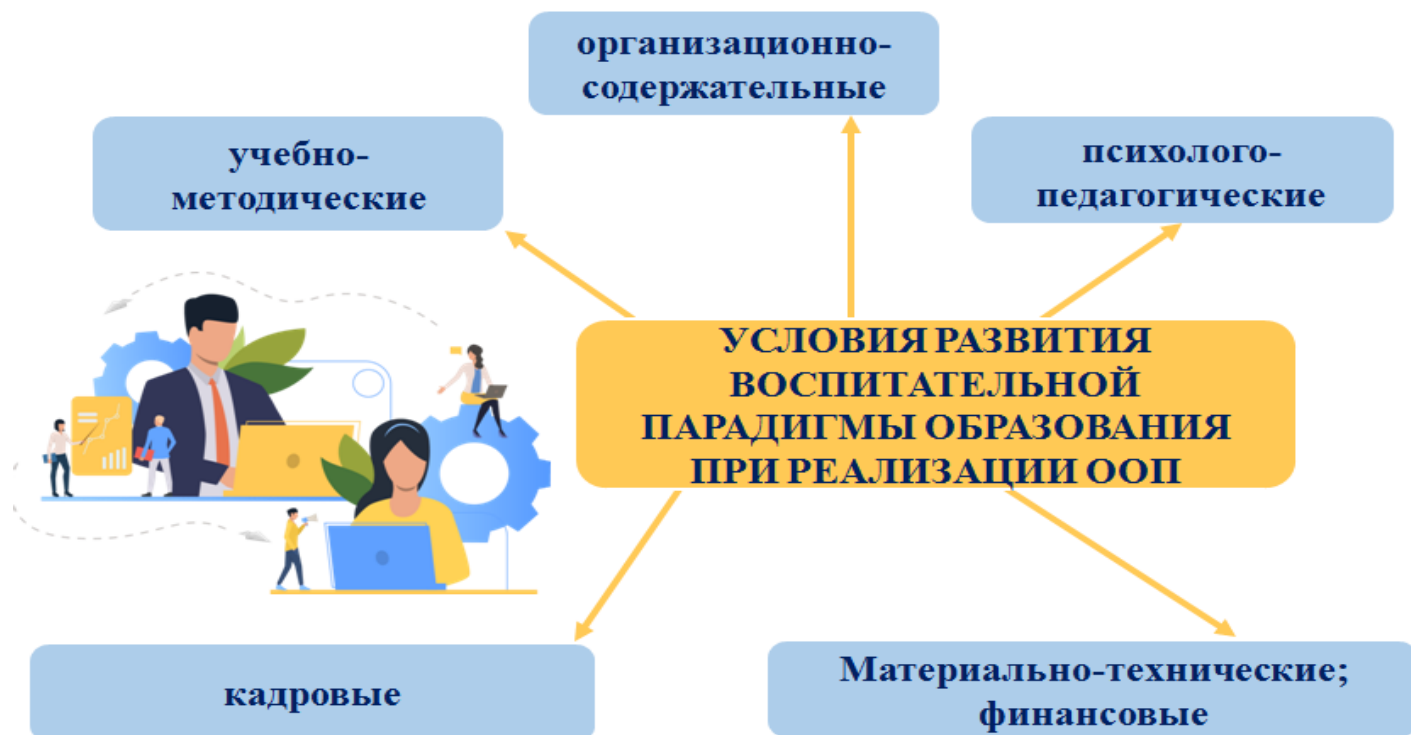 организационно-
содержательные
учебно-
методические
психолого-
педагогические
УСЛОВИЯ РАЗВИТИЯ
ВОСПИТАТЕЛЬНОЙ
ПАРАДИГМЫ ОБРАЗОВАНИЯ
ПРИ РЕАЛИЗАЦИИ ООП
кадровые
Материально-технические;
финансовые